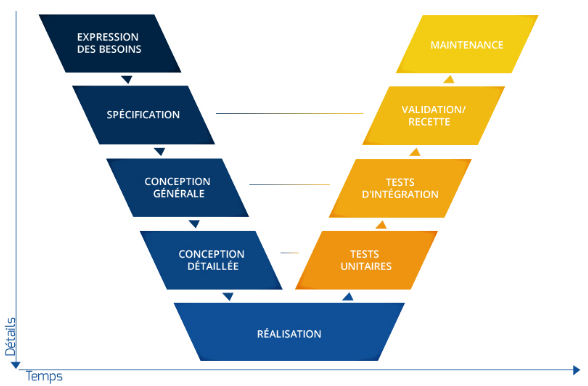 EXPRESSION
DES BESOINS
MAINTENANCE
SPÉCIFICATION
VALIDATION/
RECETTE
CONCEPTION
GÉNÉRALE
TESTS
D'INTÉGRATION
CONCEPTION
DÉTAILLÉE
TESTS
UNITAIRES
RÉALISATION
Détails
Temps